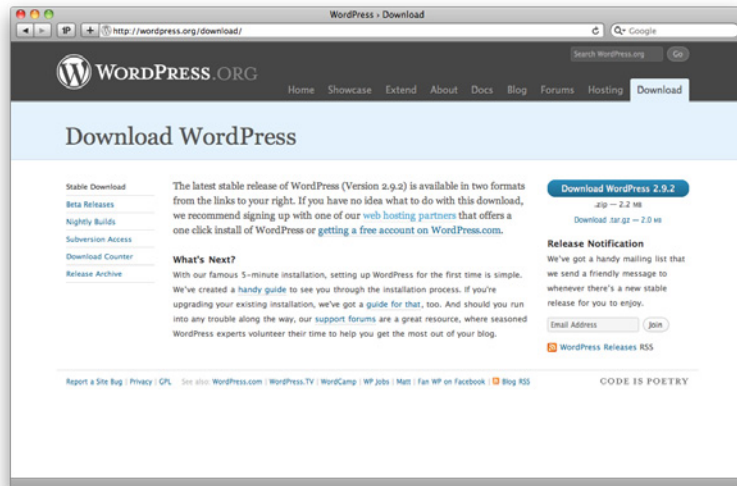 WordPress › Download
1P
+
http://wordpress.org/download/
Google
Search WordPress.org
Go
WORDPRESS.ORG
Home Showcase Extend About Docs Blog Forums Hosting Download
Download WordPress
Stable Download
Beta Releases
Nightly Builds
Subversion Access
Download Counter
Release Archive
The latest stable release of WordPress (Version 2.9.2) is available in two formats
from the links to your right. If you have no idea what to do with this download,
we recommend signing up with one of our web hosting partners that offers a
one click install of WordPress or getting a free account on WordPress.com.
What's Next?
With our famous 5-minute installation, setting up WordPress for the first time is simple.
We've created a handy guide to see you through the installation process. If you're
upgrading your existing installation, we've got a guide for that, too. And should you run
into any trouble along the way, our support forums are a great resource, where seasoned
WordPress experts volunteer their time to help you get the most out of your blog.
Download WordPress 2.9.2
.zip — 2.2 MB
Download .tar.gz — 2.0 MB
Release Notification
We've got a handy mailing list that
we send a friendly message to
whenever there's a new stable
release for you to enjoy.
Email Address
Join
WordPress Releases RSS
Report a Site Bug | Privacy | GPL See also: WordPress.com | WordPress.TV | WordCamp | WP Jobs | Matt | Fan WP on Facebook | Blog RSS
CODE IS POETRY